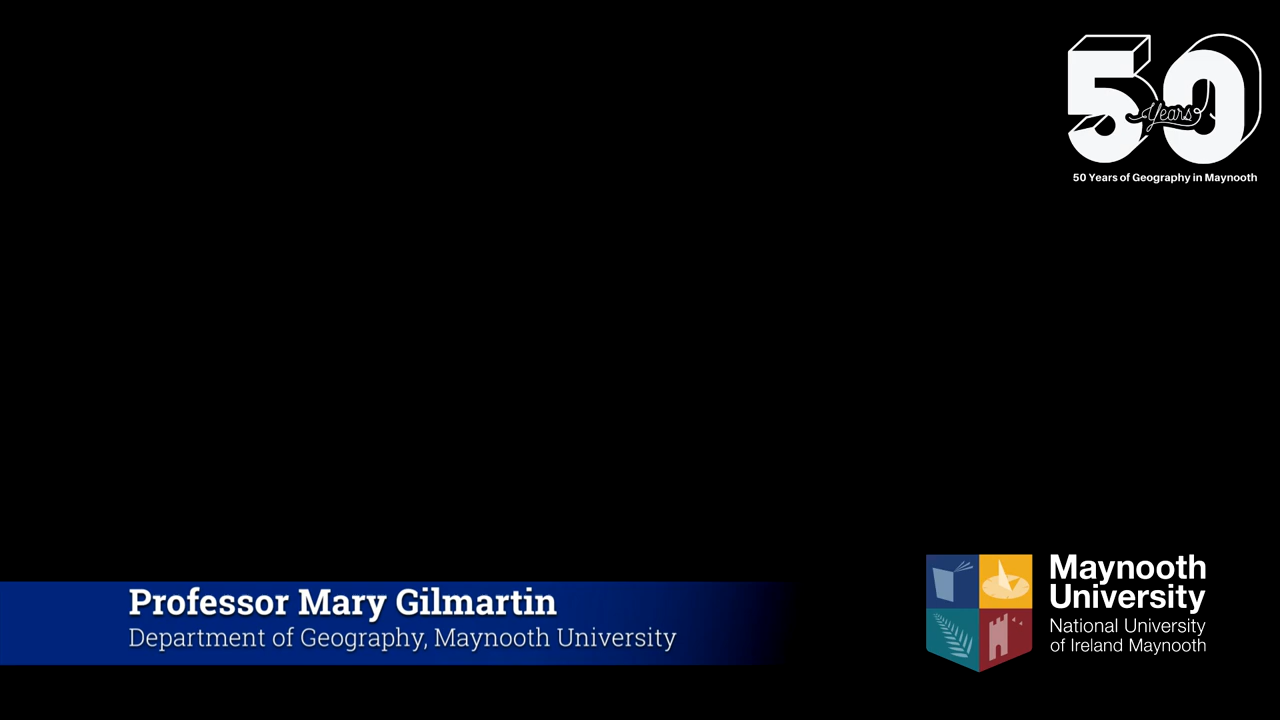 50
Years
50 Years of Geography in Maynooth
Professor Mary Gilmartin
Department of Geography, Maynooth University
Maynooth
University
National University
of Ireland Maynooth